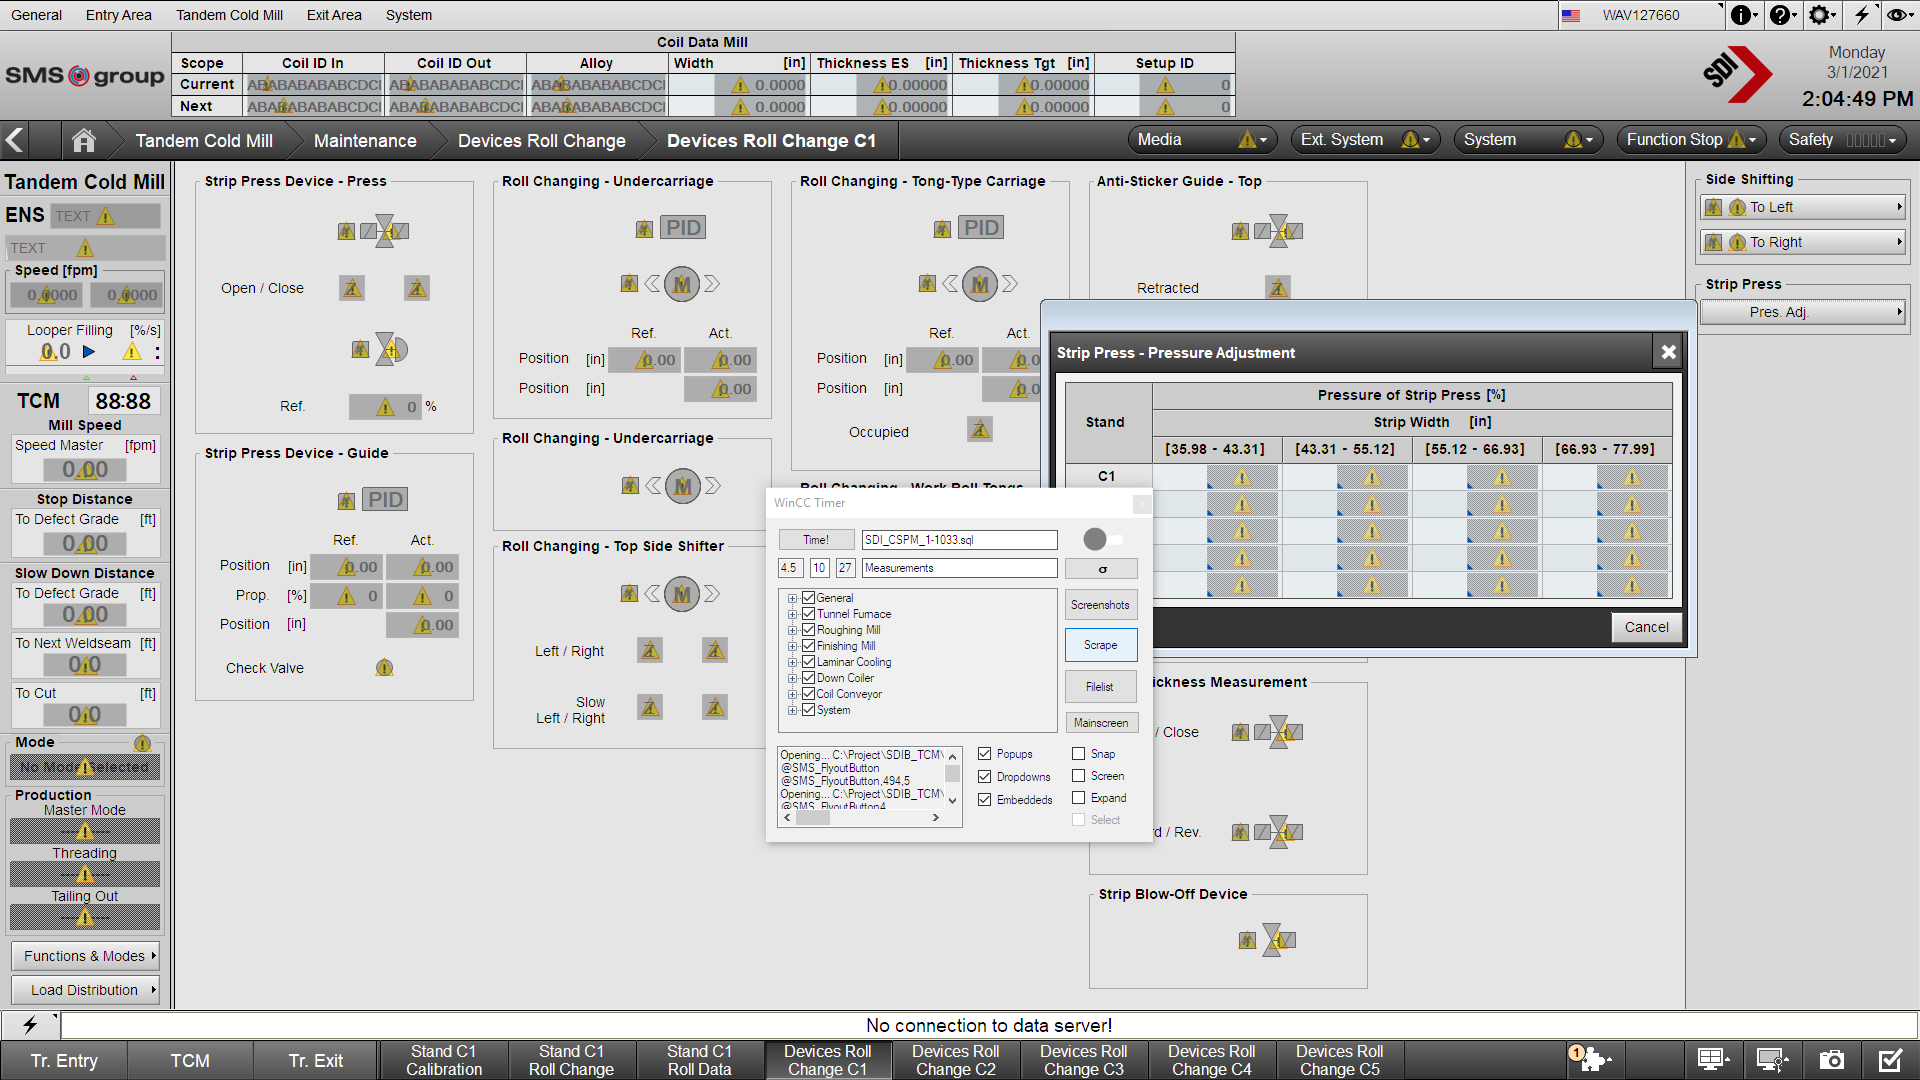 General Entry Area Tandem Cold Mill Exit Area System WAV127660
SMS group
Coil Data Mill
Scope Coil ID In Coil ID Out Alloy Width [in] Thickness ES [in] Thickness Tgt [in] Setup ID
Current 0.0000 0.00000 0.00000 0
Next 0.0000 0.00000 0.00000 0
SDI
Monday
3/1/2021
2:04:49 PM
Tandem Cold Mill Maintenance Devices Roll Change Devices Roll Change C1 Media Ext. System System Function Stop Safety
Tandem Cold Mill
ENS TEXT
TEXT
Speed [fpm]
0.0000 0.0000
Looper Filling [%/s]
0.0 :
TCM 88:88
Mill Speed
Speed Master [fpm]
0.00
Stop Distance
To Defect Grade [ft]
0.00
Slow Down Distance
To Defect Grade [ft]
0.00
To Next Weldseam [ft]
0.0
To Cut [ft]
0.0
Mode
No Mode Selected
Production
Master Mode
Threading
Tailing Out
Functions & Modes
Load Distribution
Strip Press Device - Press
Open / Close
Ref. 0 %
Strip Press Device - Guide
PID
Ref. Act.
Position [in] 0.00 0.00
Prop. [%] 0 0
Position [in] 0.00
Check Valve
Roll Changing - Undercarriage
PID
M
Ref. Act.
Position [in] 0.00 0.00
Position [in] 0.00
Roll Changing - Undercarriage
M
Roll Changing - Top Side Shifter
M
Left / Right
Slow
Left / Right
Roll Changing - Tong-Type Carriage
PID
M
Ref. Act.
Position [in] 0.00
Position [in]
Occupied
Roll Changing - Work Roll Tongs
Anti-Sticker Guide - Top
Retracted
Strip Press - Pressure Adjustment
Stand
Pressure of Strip Press [%]
Strip Width [in]
[35.98 - 43.31] [43.31 - 55.12] [55.12 - 66.93] [66.93 - 77.99]
C1
Cancel
WinCC Timer
Time! SDI_CSPM_1-1033.sql
4.5 10 27 Measurements σ
General
Tunnel Furnace
Roughing Mill
Finishing Mill
Laminar Cooling
Down Coiler
Coil Conveyor
System
Screenshots
Scrape
Filelist
Mainscreen
Opening... C:\Project\SDIB_TCM\
@SMS_FlyoutButton
@SMS_FlyoutButton,494,5
Opening... C:\Project\SDIB_TCM\
@SMS_FlyoutButton4
Popups Snap
Dropdowns Screen
Embeddeds Expand
Select
ickness Measurement
/ Close
d / Rev.
Strip Blow-Off Device
Side Shifting
To Left
To Right
Strip Press
Pres. Adj.
No connection to data server!
Tr. Entry TCM Tr. Exit
Stand C1
Calibration
Stand C1
Roll Change
Stand C1
Roll Data
Devices Roll
Change C1
Devices Roll
Change C2
Devices Roll
Change C3
Devices Roll
Change C4
Devices Roll
Change C5
1